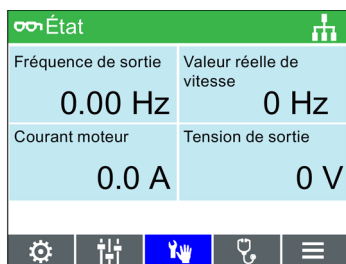 État
Fréquence de sortie
0.00 Hz
Valeur réelle de
vitesse
0 Hz
Courant moteur
0.0 A
Tension de sortie
0 V